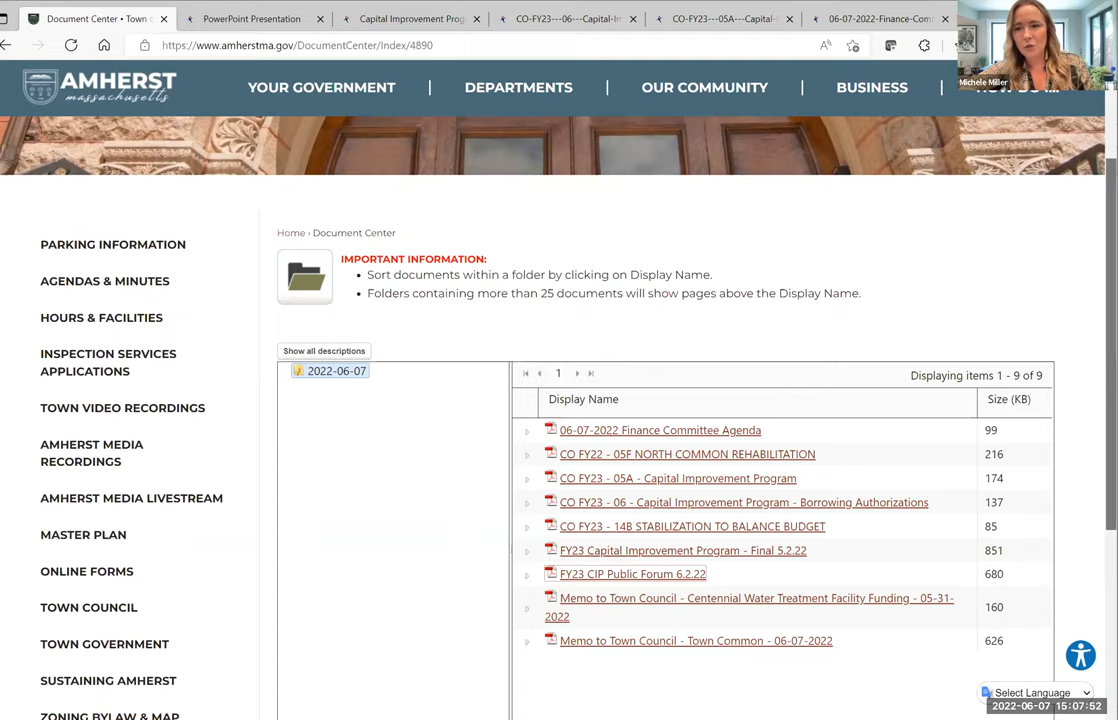 Document Center • Town
PowerPoint Presentation
Capital Improvement Prog
CO-FY23---06---Capital-Im
CO-FY23---05A---Capital-
06-07-2022-Finance-Com
https://www.amherstma.gov/DocumentCenter/Index/4890
Michele Miller
AMHERST
massachusetts
YOUR GOVERNMENT
DEPARTMENTS
OUR COMMUNITY
BUSINESS
PARKING INFORMATION
AGENDAS & MINUTES
HOURS & FACILITIES
INSPECTION SERVICES
APPLICATIONS
TOWN VIDEO RECORDINGS
AMHERST MEDIA
RECORDINGS
AMHERST MEDIA LIVESTREAM
MASTER PLAN
ONLINE FORMS
TOWN COUNCIL
TOWN GOVERNMENT
SUSTAINING AMHERST
ZONING BYLAW & MAP
Home › Document Center
IMPORTANT INFORMATION:
• Sort documents within a folder by clicking on Display Name.
• Folders containing more than 25 documents will show pages above the Display Name.
Show all descriptions
2022-06-07
1
Displaying items 1 - 9 of 9
Display Name Size (KB)
06-07-2022 Finance Committee Agenda 99
CO FY22 - 05F NORTH COMMON REHABILITATION 216
CO FY23 - 05A - Capital Improvement Program 174
CO FY23 - 06 - Capital Improvement Program - Borrowing Authorizations 137
CO FY23 - 14B STABILIZATION TO BALANCE BUDGET 85
FY23 Capital Improvement Program - Final 5.2.22 851
FY23 CIP Public Forum 6.2.22 680
Memo to Town Council - Centennial Water Treatment Facility Funding - 05-31-
2022 160
Memo to Town Council - Town Common - 06-07-2022 626
Select Language
2022-06-07 15:07:52